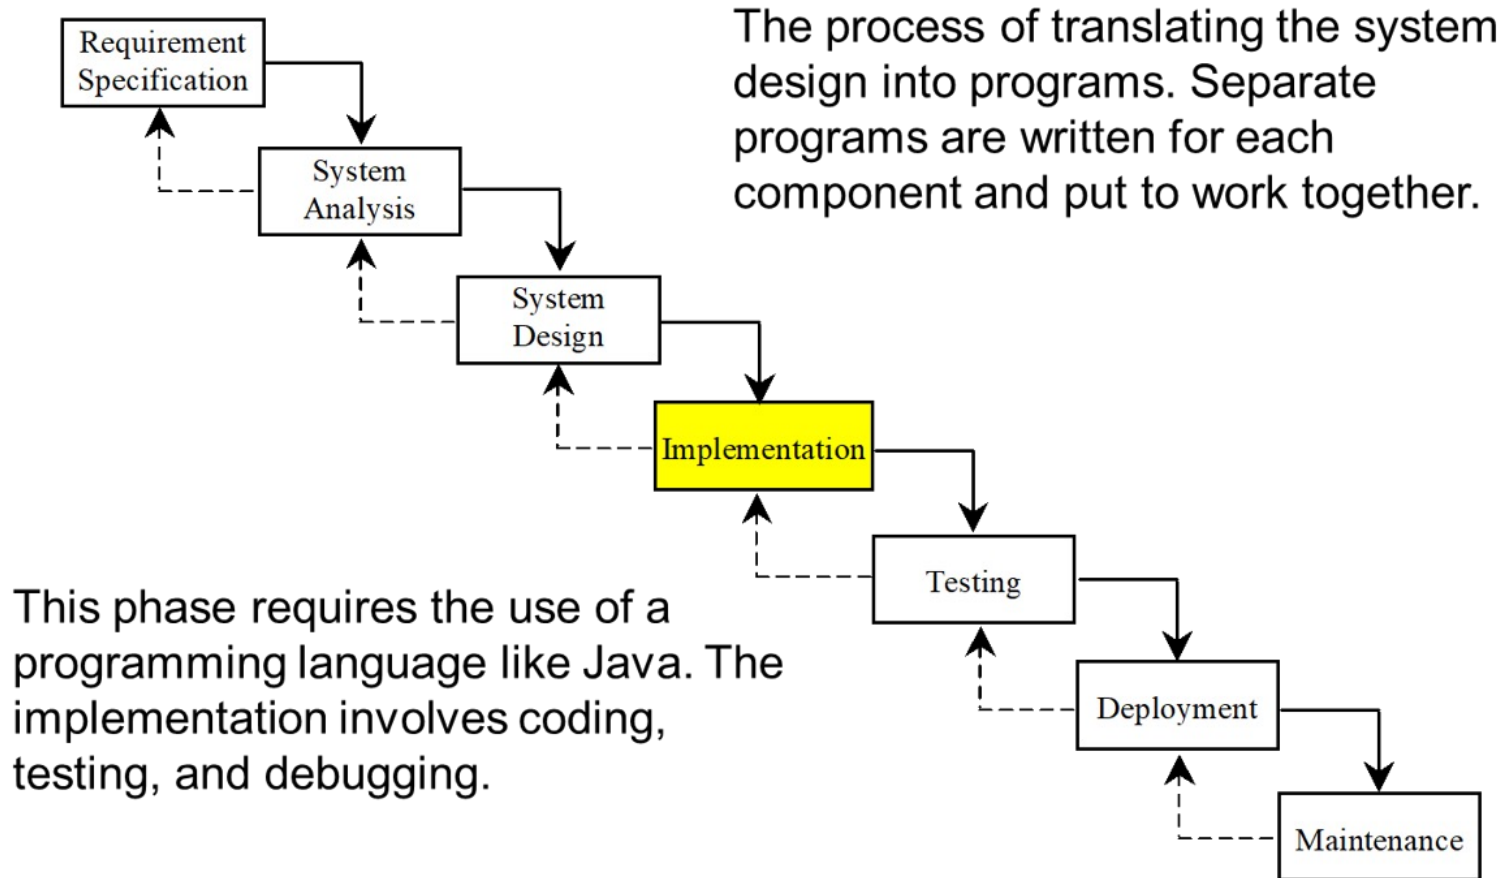 Requirement
Specification
The process of translating the system
design into programs. Separate
programs are written for each
component and put to work together.
System
Analysis
System
Design
Implementation
Testing
This phase requires the use of a
programming language like Java. The
implementation involves coding,
testing, and debugging.
Deployment
Maintenance